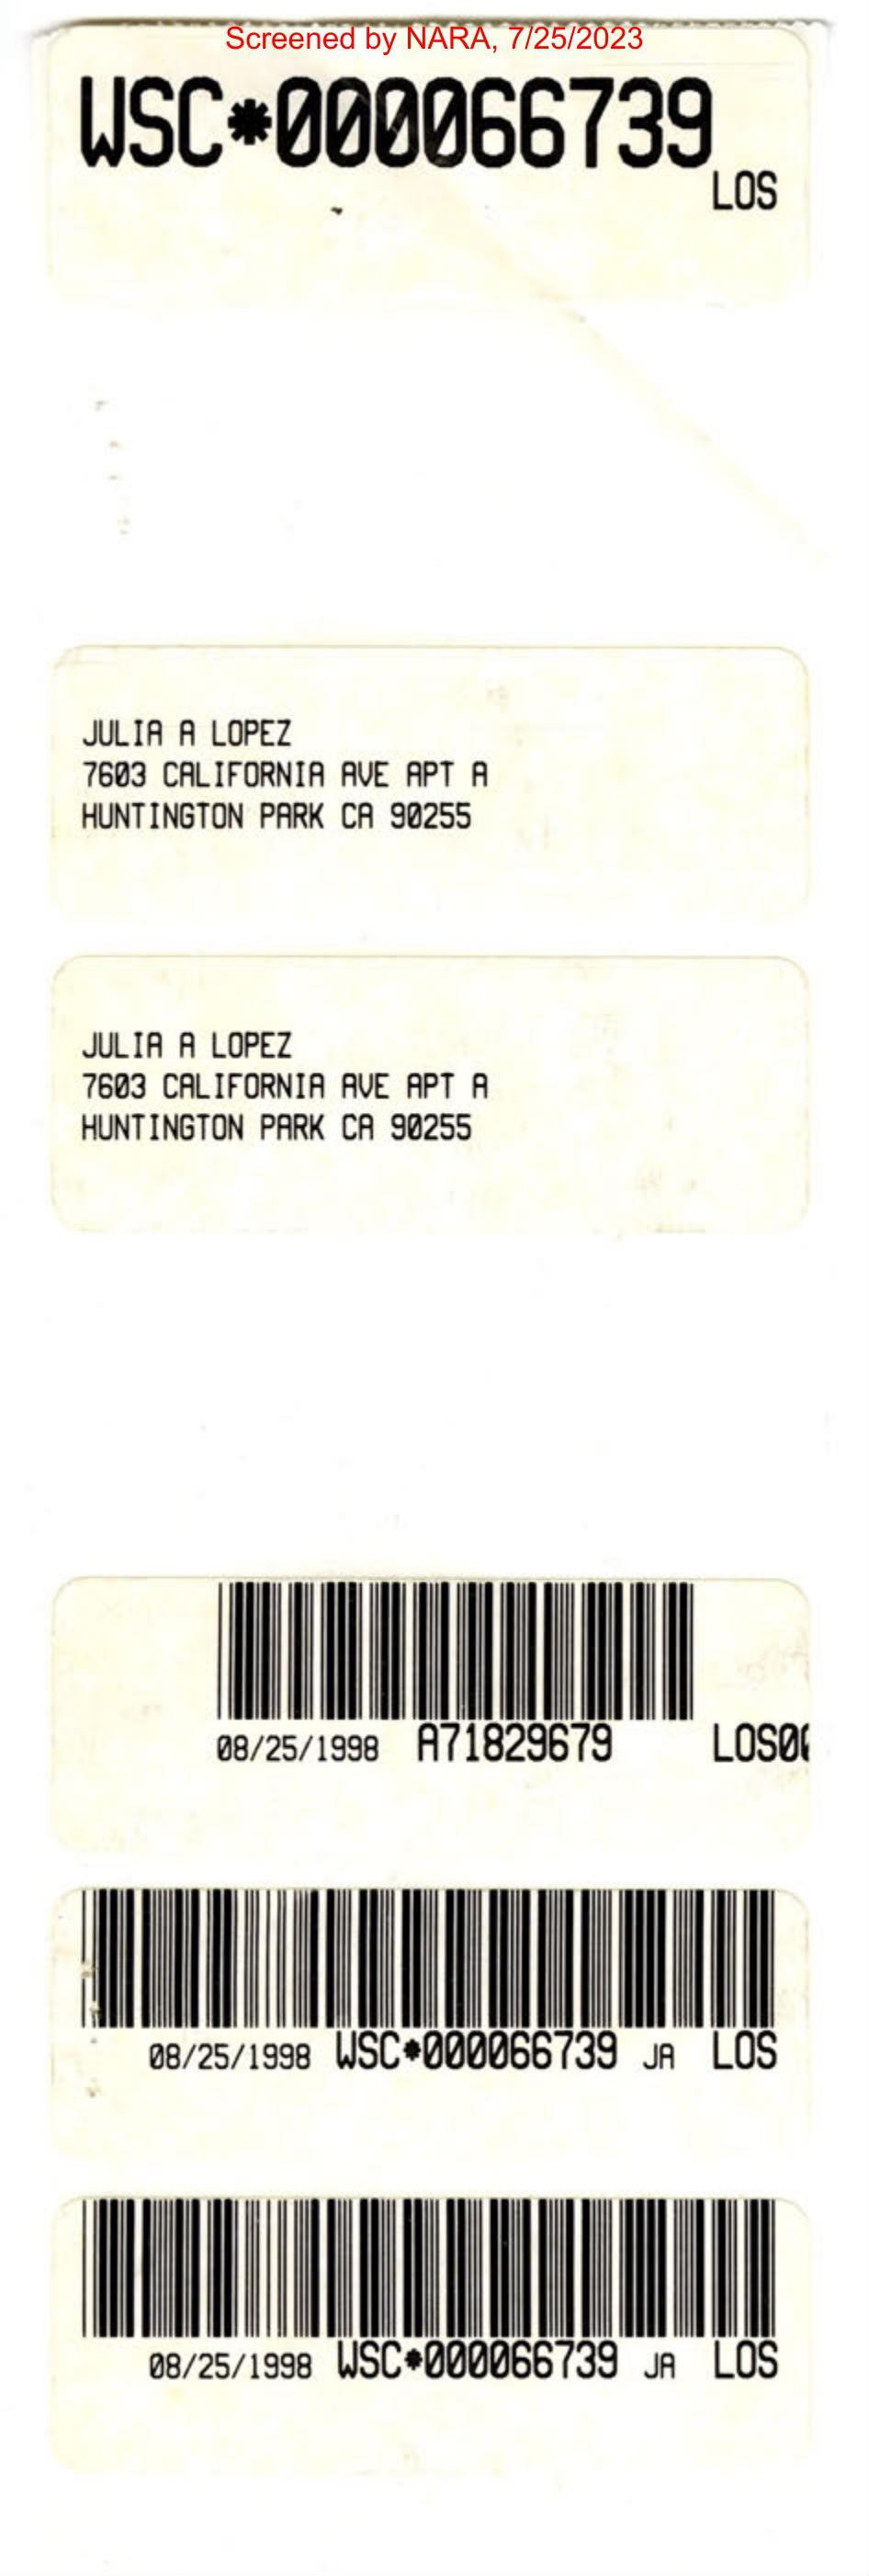 Screened by NARA, 7/25/2023
WSC*000066739
LOS
JULIA A LOPEZ
7603 CALIFORNIA AVE APT A
HUNTINGTON PARK CA 90255
JULIA A LOPEZ
7603 CALIFORNIA AVE APT A
HUNTINGTON PARK CA 90255
08/25/1998 A71829679 LOS0
08/25/1998 WSC*000066739 JA LOS
08/25/1998 WSC*000066739 JA LOS